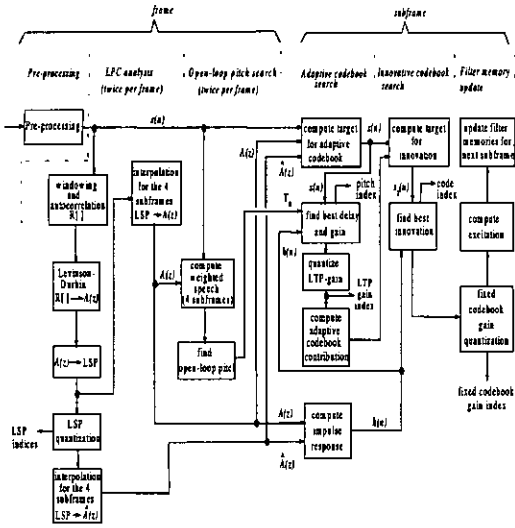 frame
subframe
Pre-processing
LPC analysis
(twice per frame)
Open-loop pitch search
(twice per frame)
Adaptive codebook
search
Innovative codebook
search
Filter memory
update
Pre-processing
s(n)
A(z)
Â(z)
compute target
for adaptive
codebook
x(n)
compute target
for
innovation
update filter
memories for
next subframe
windowing
and
autocorrelation
R[ ]
interpolation
for the 4
subframes
LSP → A(z)
T₀
x(n)
pitch
index
find best delay
and gain
h(n)
x₂(n)
code
index
find best
innovation
compute
excitation
Levinson-
Durbin
R[ ] → A(z)
A(z)
compute
weighted
speech
(4 subframes)
quantize
LTP-gain
LTP
gain
index
compute
adaptive
codebook
contribution
fixed
codebook
gain
quantization
find
open-loop pitch
A(z) → LSP
fixed codebook
gain index
LSP
indices
LSP
quantization
A(z)
Â(z)
compute
impulse
response
h(n)
interpolation
for the 4
subframes
LSP → Â(z)